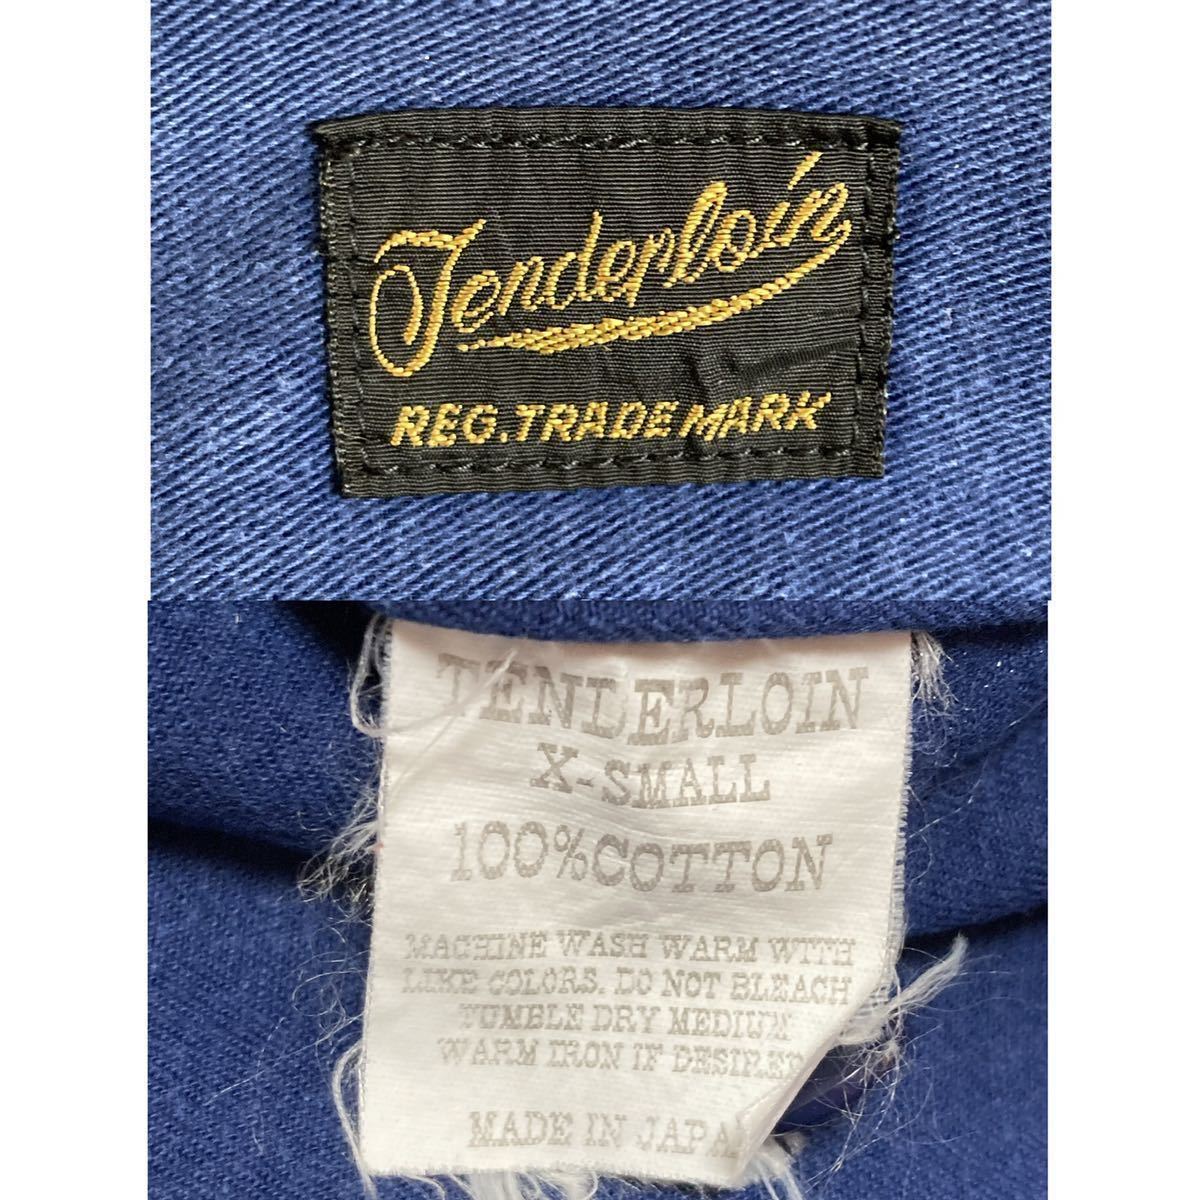 Tenderloin
REG. TRADE MARK
TENDERLOIN
X-SMALL
100%COTTON
MACHINE WASH WARM WITH
LIKE COLORS. DO NOT BLEACH
TUMBLE DRY MEDIUM
WARM IRON IF DESIRED
MADE IN JAPA